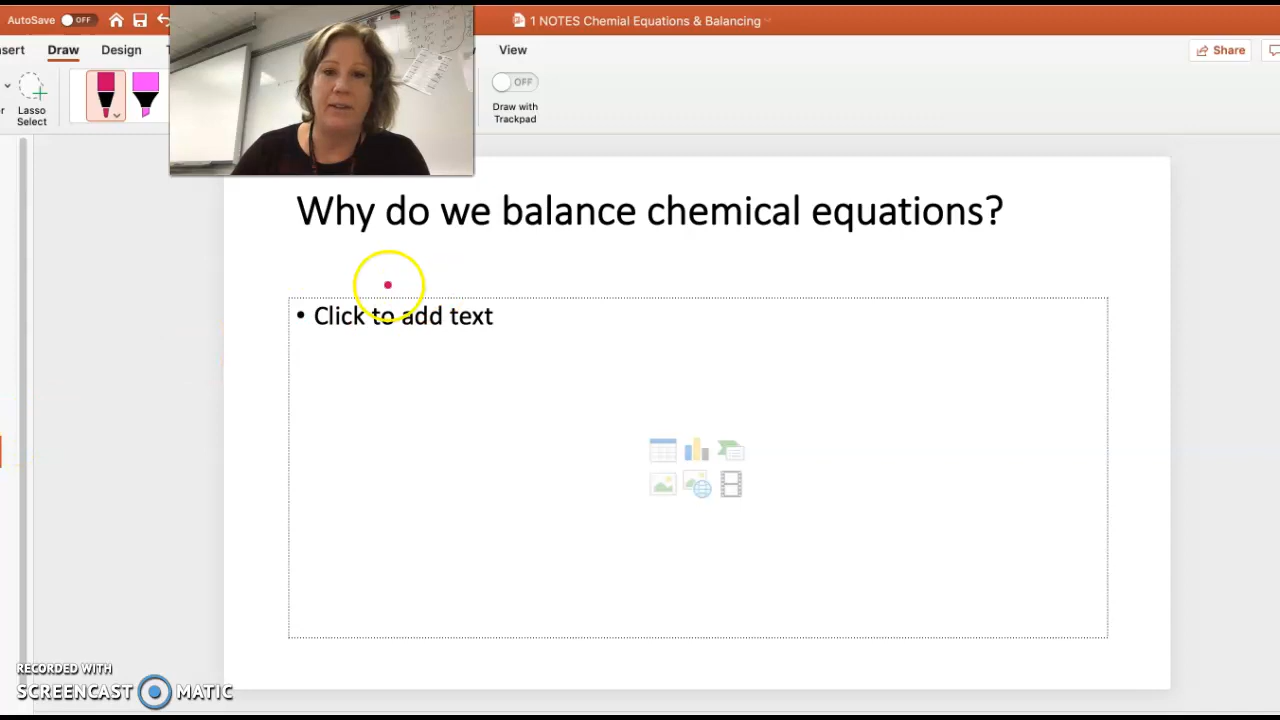 AutoSave OFF
1 NOTES Chemial Equations & Balancing
Draw
Design
View
Share
Lasso
Select
OFF
Draw with
Trackpad
Why do we balance chemical equations?
• Click to add text
RECORDED WITH
SCREENCAST MATIC